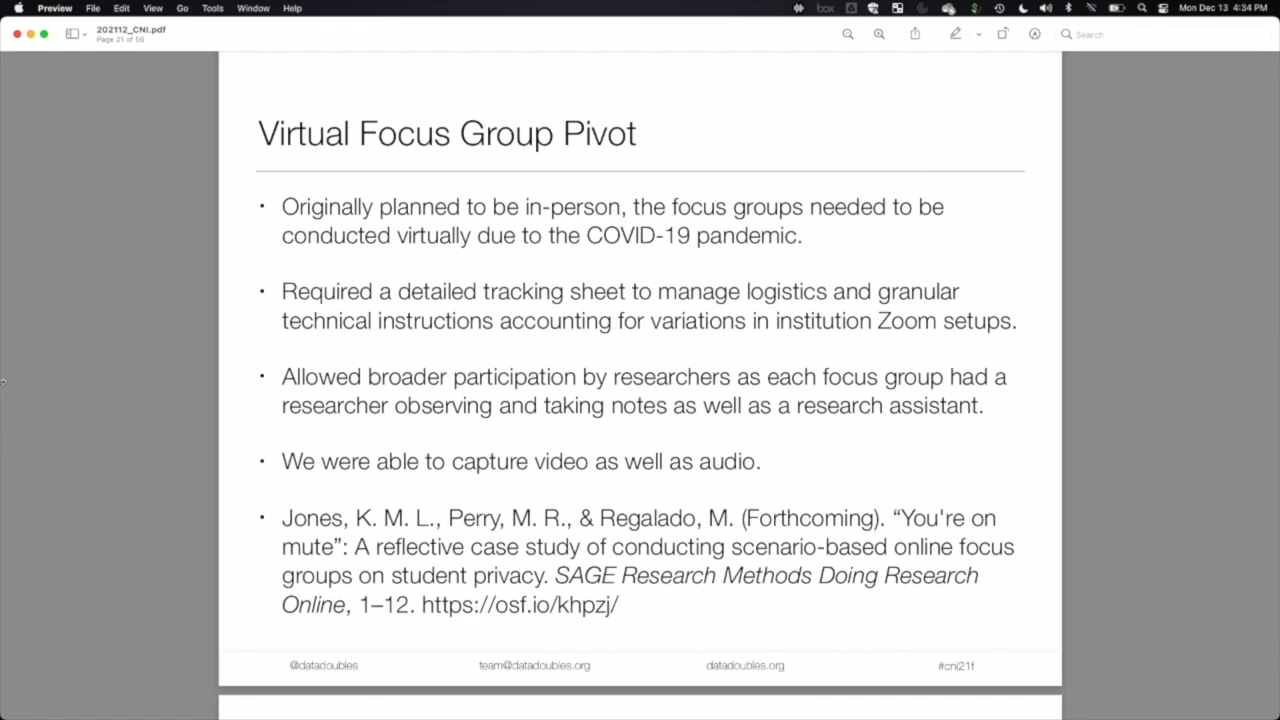 Preview File Edit View Go Tools Window Help
box
Mon Dec 13 4:34 PM
202112_CNI.pdf
Page 21 of 56
Search
Virtual Focus Group Pivot
• Originally planned to be in-person, the focus groups needed to be
conducted virtually due to the COVID-19 pandemic.
• Required a detailed tracking sheet to manage logistics and granular
technical instructions accounting for variations in institution Zoom setups.
• Allowed broader participation by researchers as each focus group had a
researcher observing and taking notes as well as a research assistant.
• We were able to capture video as well as audio.
• Jones, K. M. L., Perry, M. R., & Regalado, M. (Forthcoming). “You're on
mute”: A reflective case study of conducting scenario-based online focus
groups on student privacy. SAGE Research Methods Doing Research
Online, 1–12. https://osf.io/khpzj/
@datadoubles team@datadoubles.org datadoubles.org #cni21f